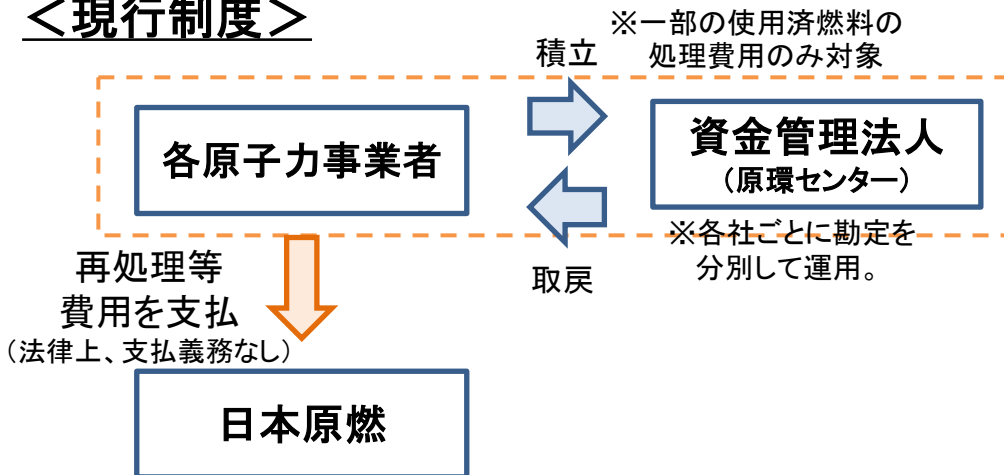 ＜現行制度＞
※一部の使用済燃料の
処理費用のみ対象
積立
各原子力事業者
資金管理法人
（原環センター）
取戻
※各社ごとに勘定を
分別して運用。
再処理等
費用を支払
（法律上、支払義務なし）
日本原燃